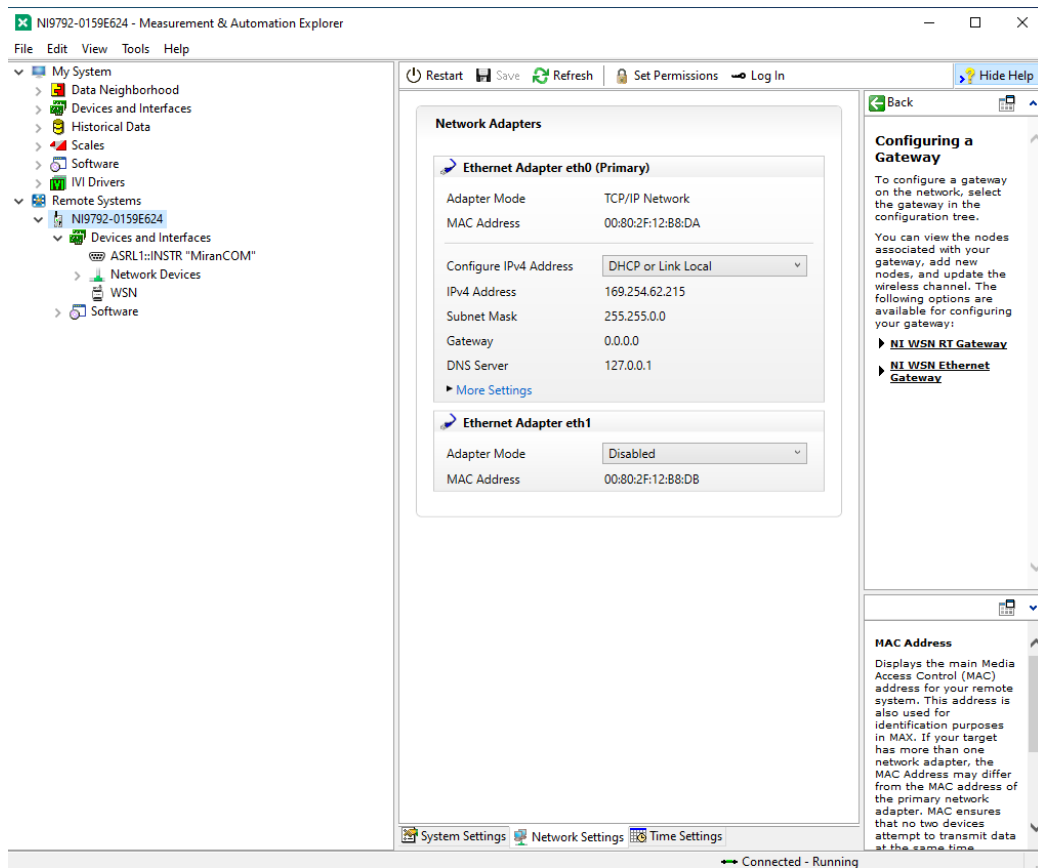 NI9792-0159E624 - Measurement & Automation Explorer
File Edit View Tools Help
My System
Data Neighborhood
Devices and Interfaces
Historical Data
Scales
Software
IVI Drivers
Remote Systems
NI9792-0159E624
Devices and Interfaces
ASRL1::INSTR "MiranCOM"
Network Devices
WSN
Software
Restart Save Refresh Set Permissions Log In Hide Help
Network Adapters
Ethernet Adapter eth0 (Primary)
Adapter Mode TCP/IP Network
MAC Address 00:80:2F:12:B8:DA
Configure IPv4 Address DHCP or Link Local
IPv4 Address 169.254.62.215
Subnet Mask 255.255.0.0
Gateway 0.0.0.0
DNS Server 127.0.0.1
More Settings
Ethernet Adapter eth1
Adapter Mode Disabled
MAC Address 00:80:2F:12:B8:DB
System Settings Network Settings Time Settings
Back
Configuring a
Gateway
To configure a gateway
on the network, select
the gateway in the
configuration tree.
You can view the nodes
associated with your
gateway, add new
nodes, and update the
wireless channel. The
following options are
available for configuring
your gateway:
NI WSN RT Gateway
NI WSN Ethernet
Gateway
MAC Address
Displays the main Media
Access Control (MAC)
address for your remote
system. This address is
also used for
identification purposes
in MAX. If your target
has more than one
network adapter, the
MAC Address may differ
from the MAC address of
the primary network
adapter. MAC ensures
that no two devices
attempt to transmit data
at the same time.
Connected - Running